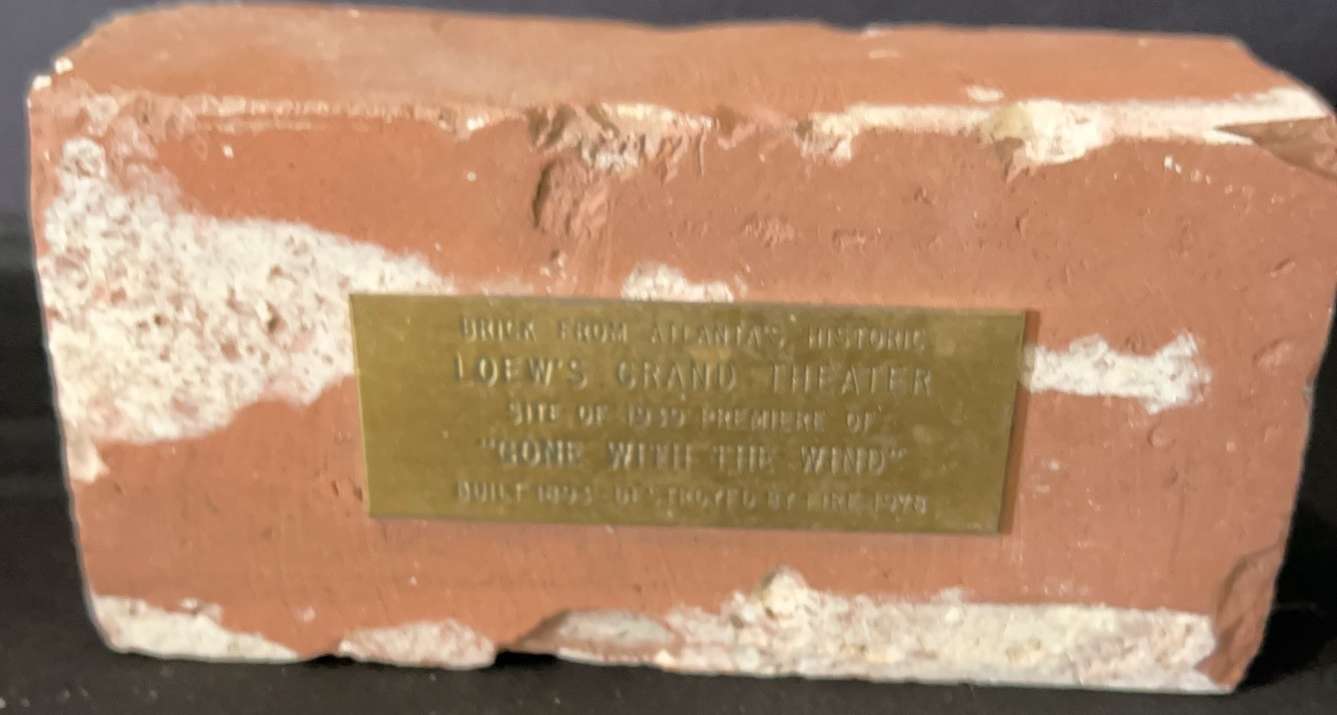 BRICK FROM ATLANTA'S HISTORIC
LOEW'S GRAND THEATER
SITE OF 1939 PREMIERE OF
"GONE WITH THE WIND"
BUILT 1893 DESTROYED BY FIRE 1978